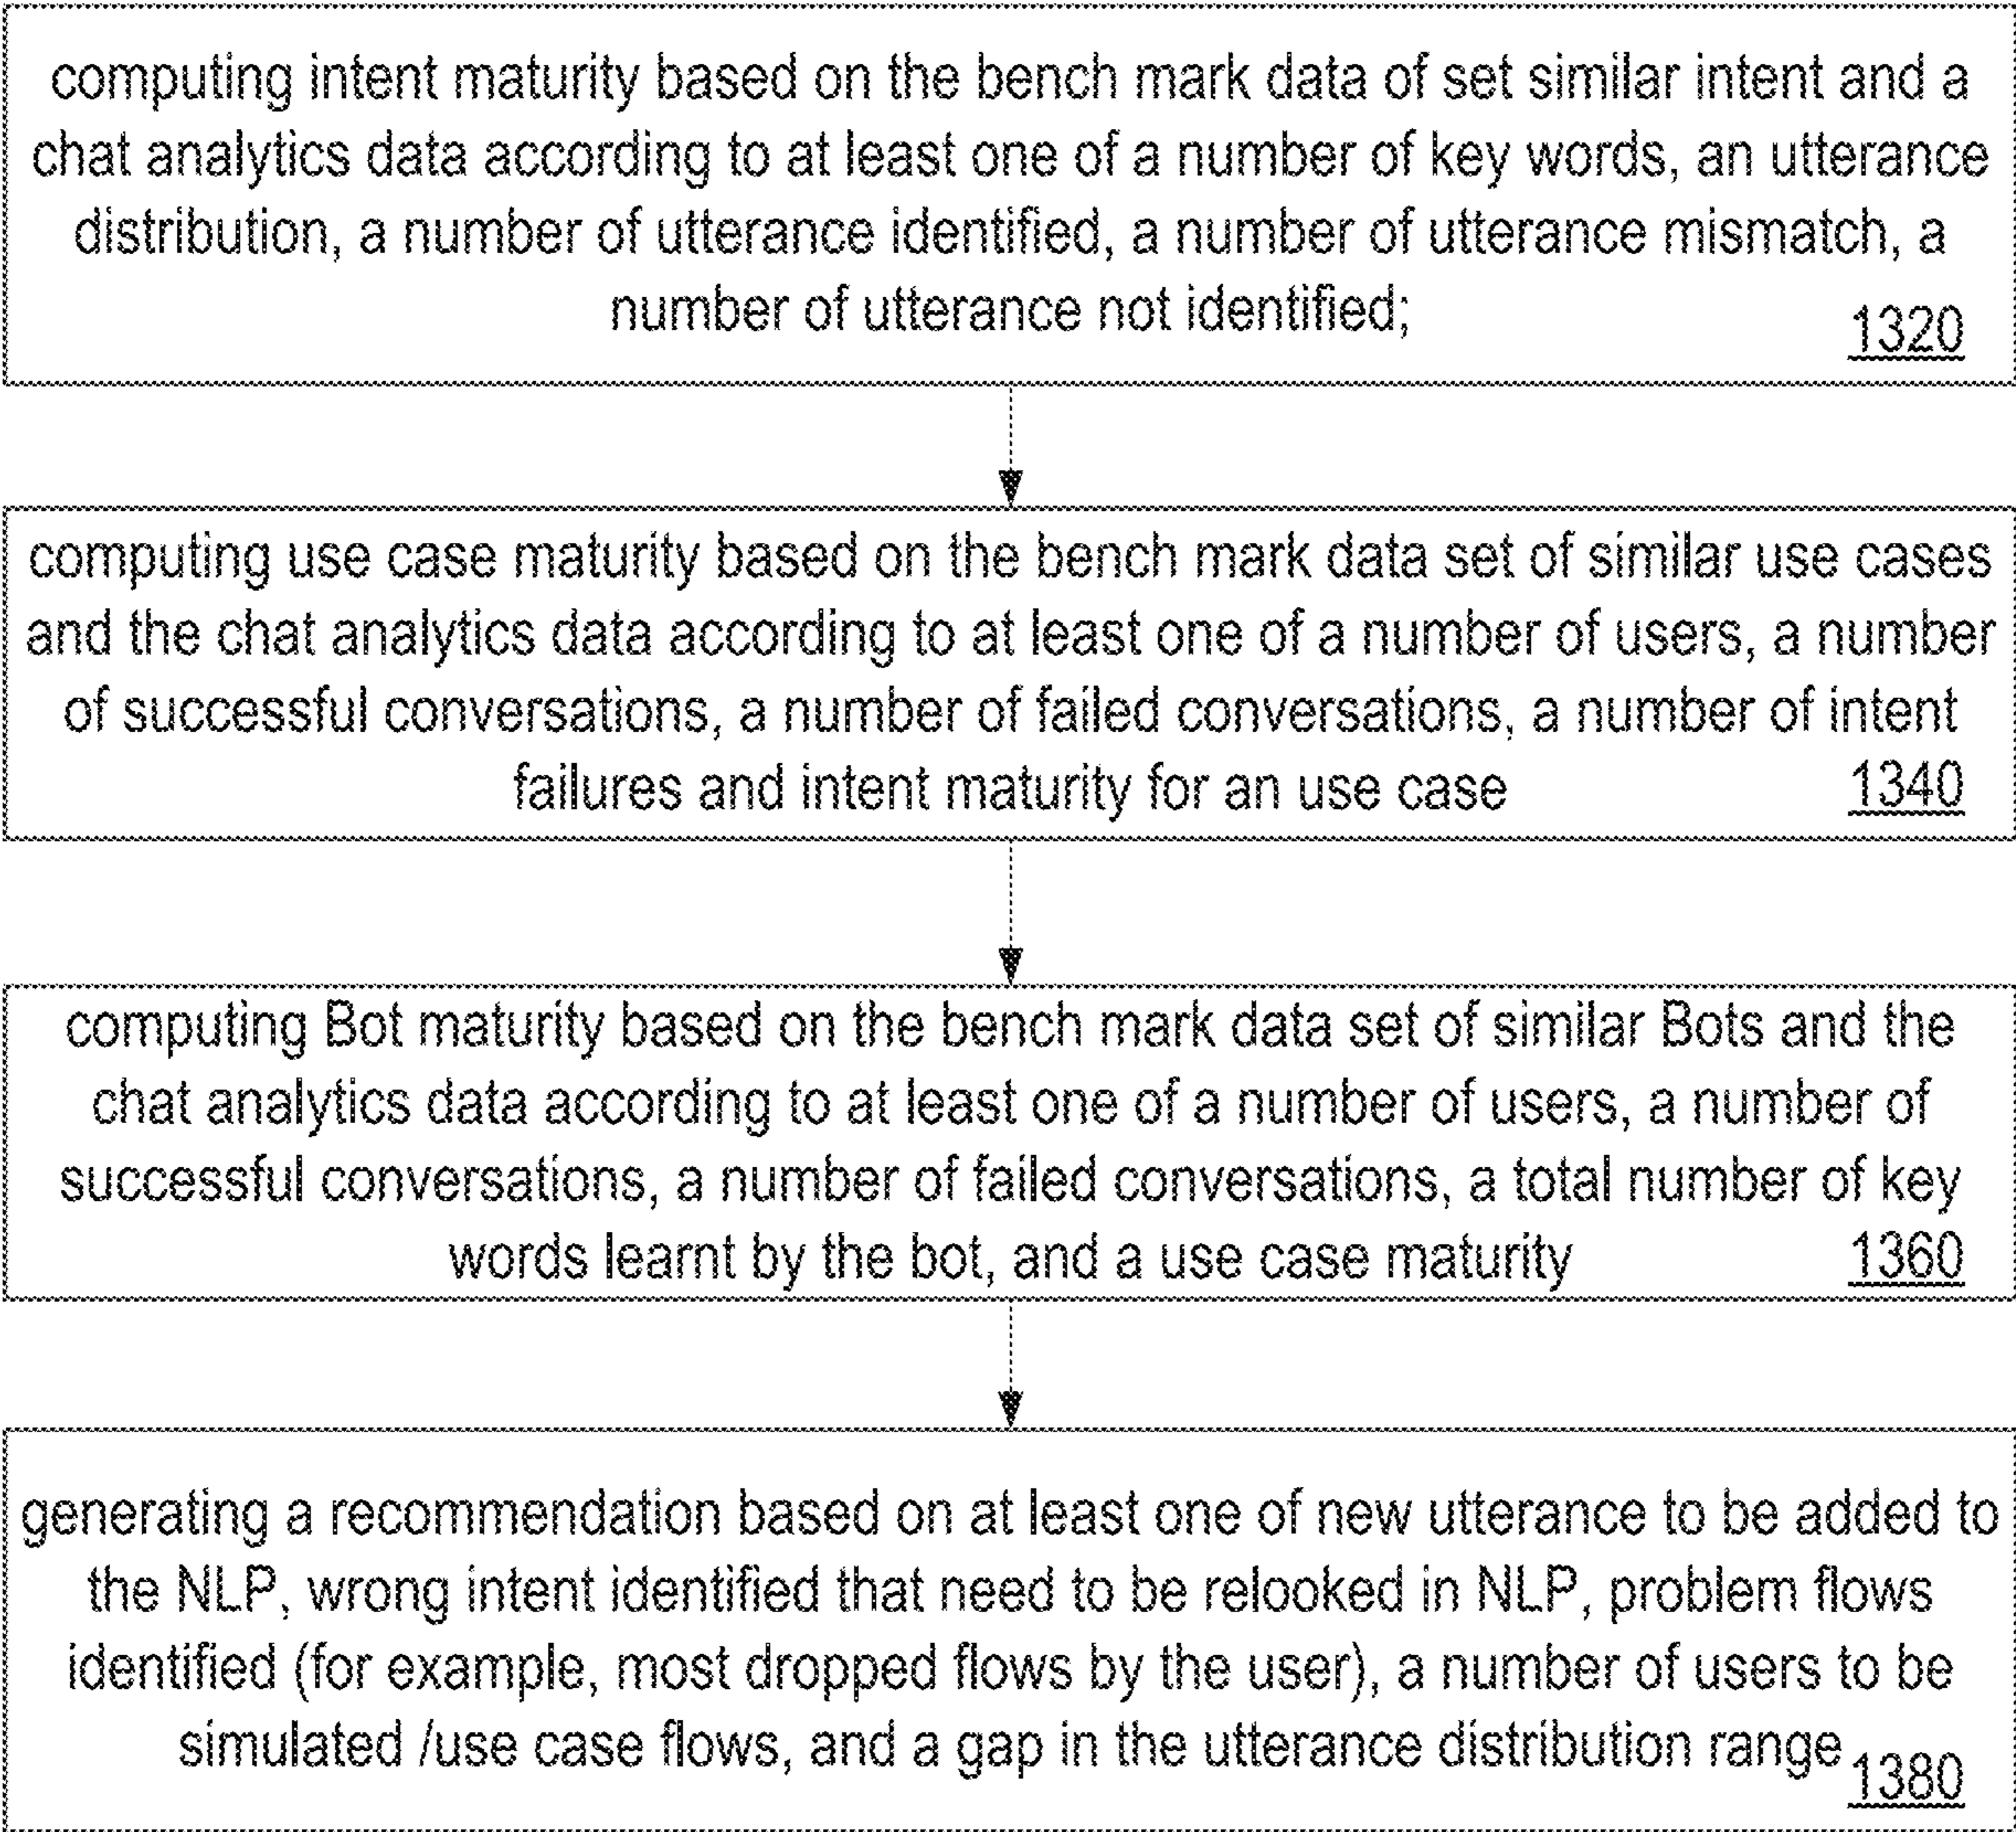 computing intent maturity based on the bench mark data of set similar intent and a
chat analytics data according to at least one of a number of key words, an utterance
distribution, a number of utterance identified, a number of utterance mismatch, a
number of utterance not identified;
1320
computing use case maturity based on the bench mark data set of similar use cases
and the chat analytics data according to at least one of a number of users, a number
of successful conversations, a number of failed conversations, a number of intent
failures and intent maturity for an use case
1340
computing Bot maturity based on the bench mark data set of similar Bots and the
chat analytics data according to at least one of a number of users, a number of
successful conversations, a number of failed conversations, a total number of key
words learnt by the bot, and a use case maturity
1360
generating a recommendation based on at least one of new utterance to be added to
the NLP, wrong intent identified that need to be relooked in NLP, problem flows
identified (for example, most dropped flows by the user), a number of users to be
simulated /use case flows, and a gap in the utterance distribution range
1380